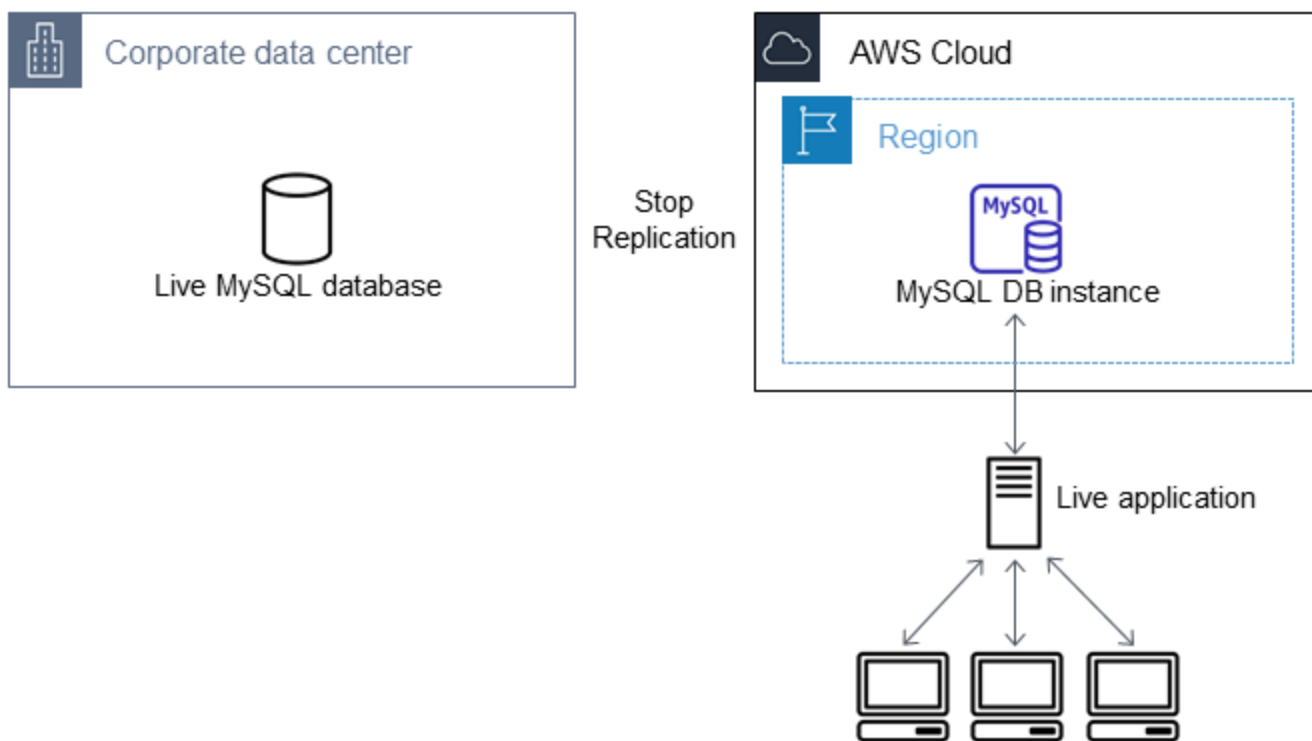 Corporate data center
AWS Cloud
Region
Stop
Replication
MySQL
Live MySQL database
MySQL DB instance
Live application